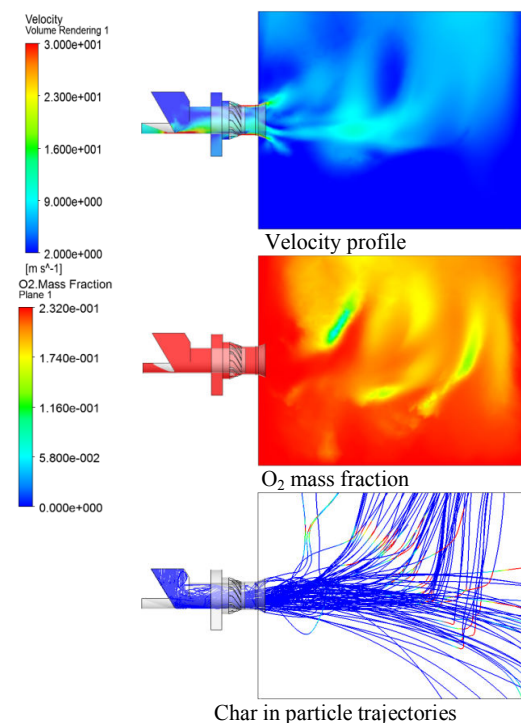 Velocity
Volume Rendering 1
3.000e+001
2.300e+001
1.600e+001
9.000e+000
2.000e+000
[m s^-1]
Velocity profile
O2.Mass Fraction
Plane 1
2.320e-001
1.740e-001
1.160e-001
5.800e-002
0.000e+000
O₂ mass fraction
Char in particle trajectories